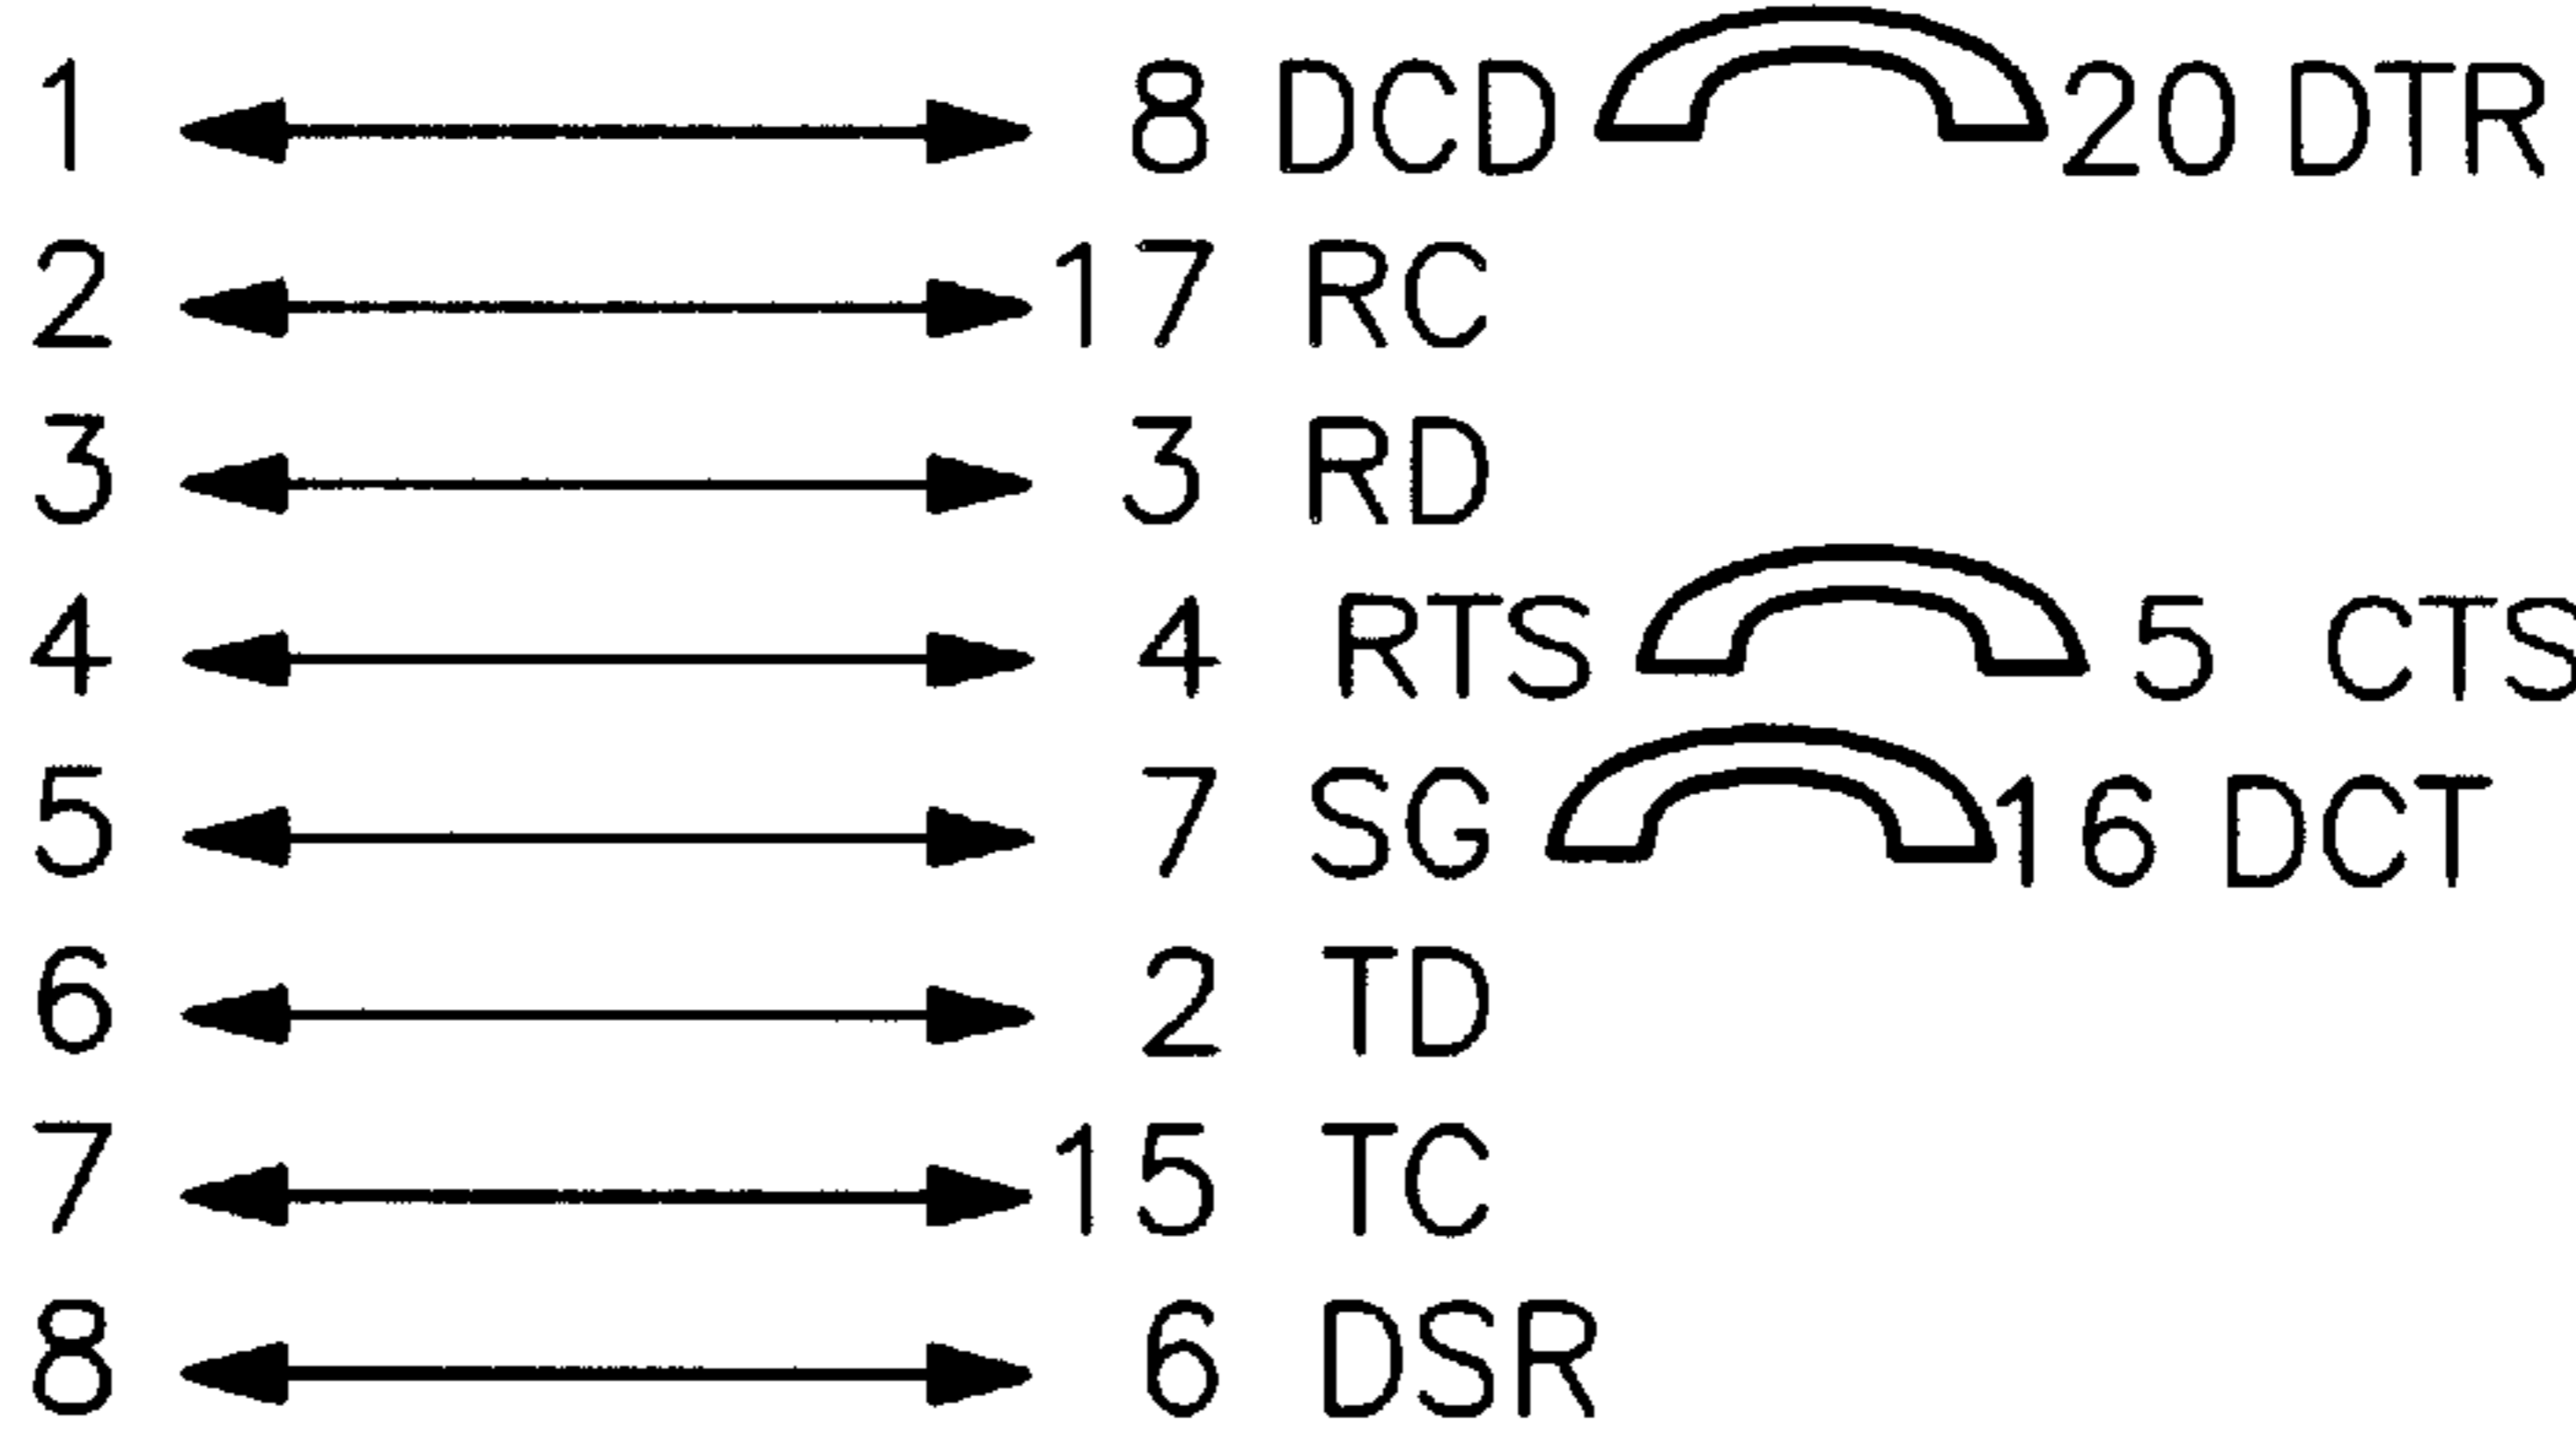 1 8 DCD 20 DTR
2 17 RC
3 3 RD
4 4 RTS 5 CTS
5 7 SG 16 DCT
6 2 TD
7 15 TC
8 6 DSR